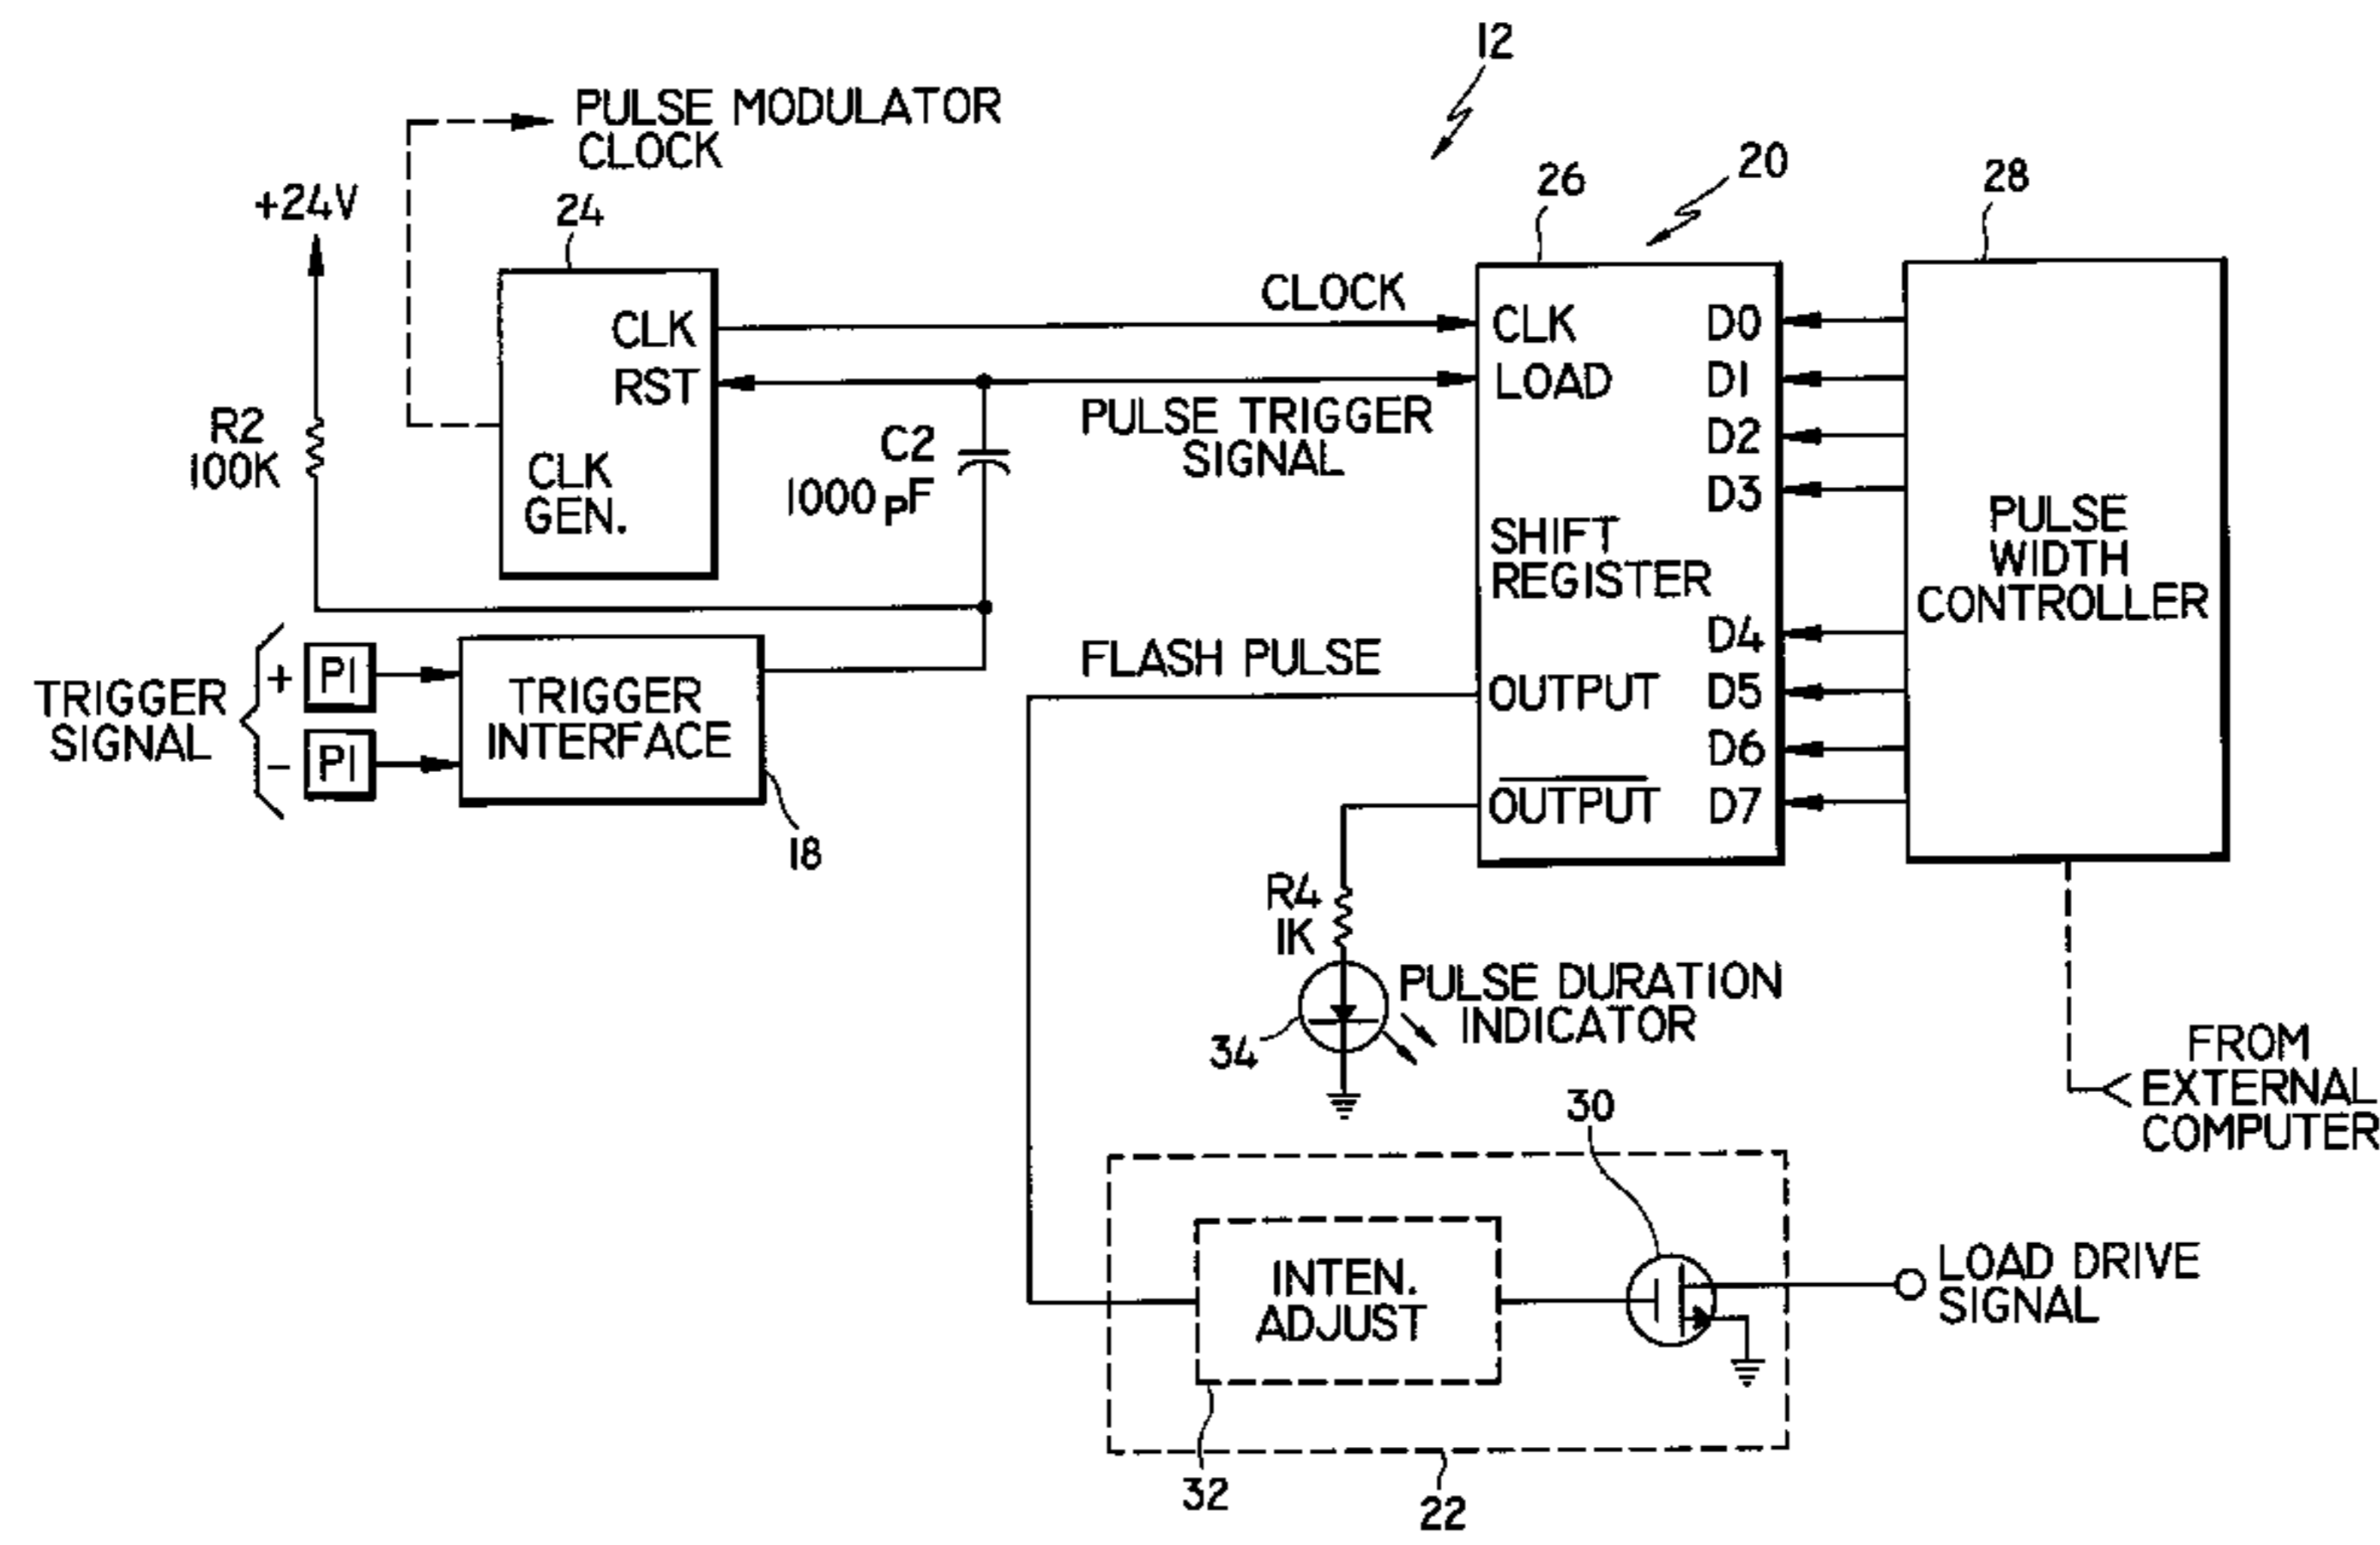 12
PULSE MODULATOR
CLOCK
+24V
24
26
20
28
CLK
RST
CLK
GEN.
R2
100K
C2
1000 pF
CLOCK
PULSE TRIGGER
SIGNAL
CLK
LOAD
SHIFT
REGISTER
OUTPUT
OUTPUT
D0
D1
D2
D3
D4
D5
D6
D7
PULSE
WIDTH
CONTROLLER
TRIGGER
SIGNAL
+
PI
-
PI
TRIGGER
INTERFACE
18
FLASH PULSE
R4
1K
PULSE DURATION
INDICATOR
34
FROM
EXTERNAL
COMPUTER
30
INTEN.
ADJUST
LOAD DRIVE
SIGNAL
32
22